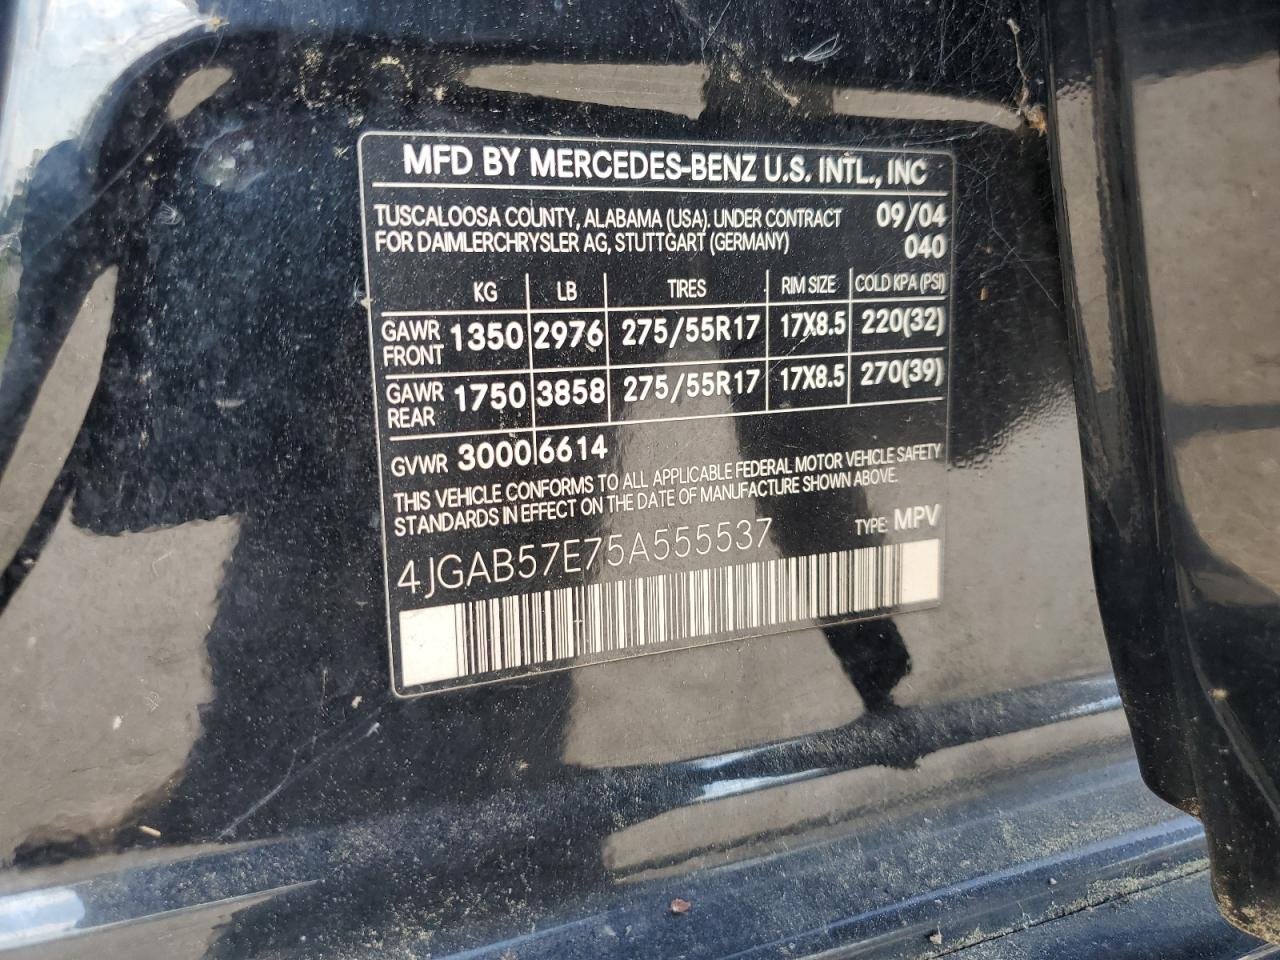 MFD BY MERCEDES-BENZ U.S. INTL., INC
TUSCALOOSA COUNTY, ALABAMA (USA). UNDER CONTRACT 09/04
FOR DAIMLERCHRYSLER AG, STUTTGART (GERMANY) 040
KG LB TIRES RIM SIZE COLD KPA (PSI)
GAWR FRONT 1350 2976 275/55R17 17X8.5 220(32)
GAWR REAR 1750 3858 275/55R17 17X8.5 270(39)
GVWR 3000 6614
THIS VEHICLE CONFORMS TO ALL APPLICABLE FEDERAL MOTOR VEHICLE SAFETY
STANDARDS IN EFFECT ON THE DATE OF MANUFACTURE SHOWN ABOVE.
4JGAB57E75A555537 TYPE: MPV